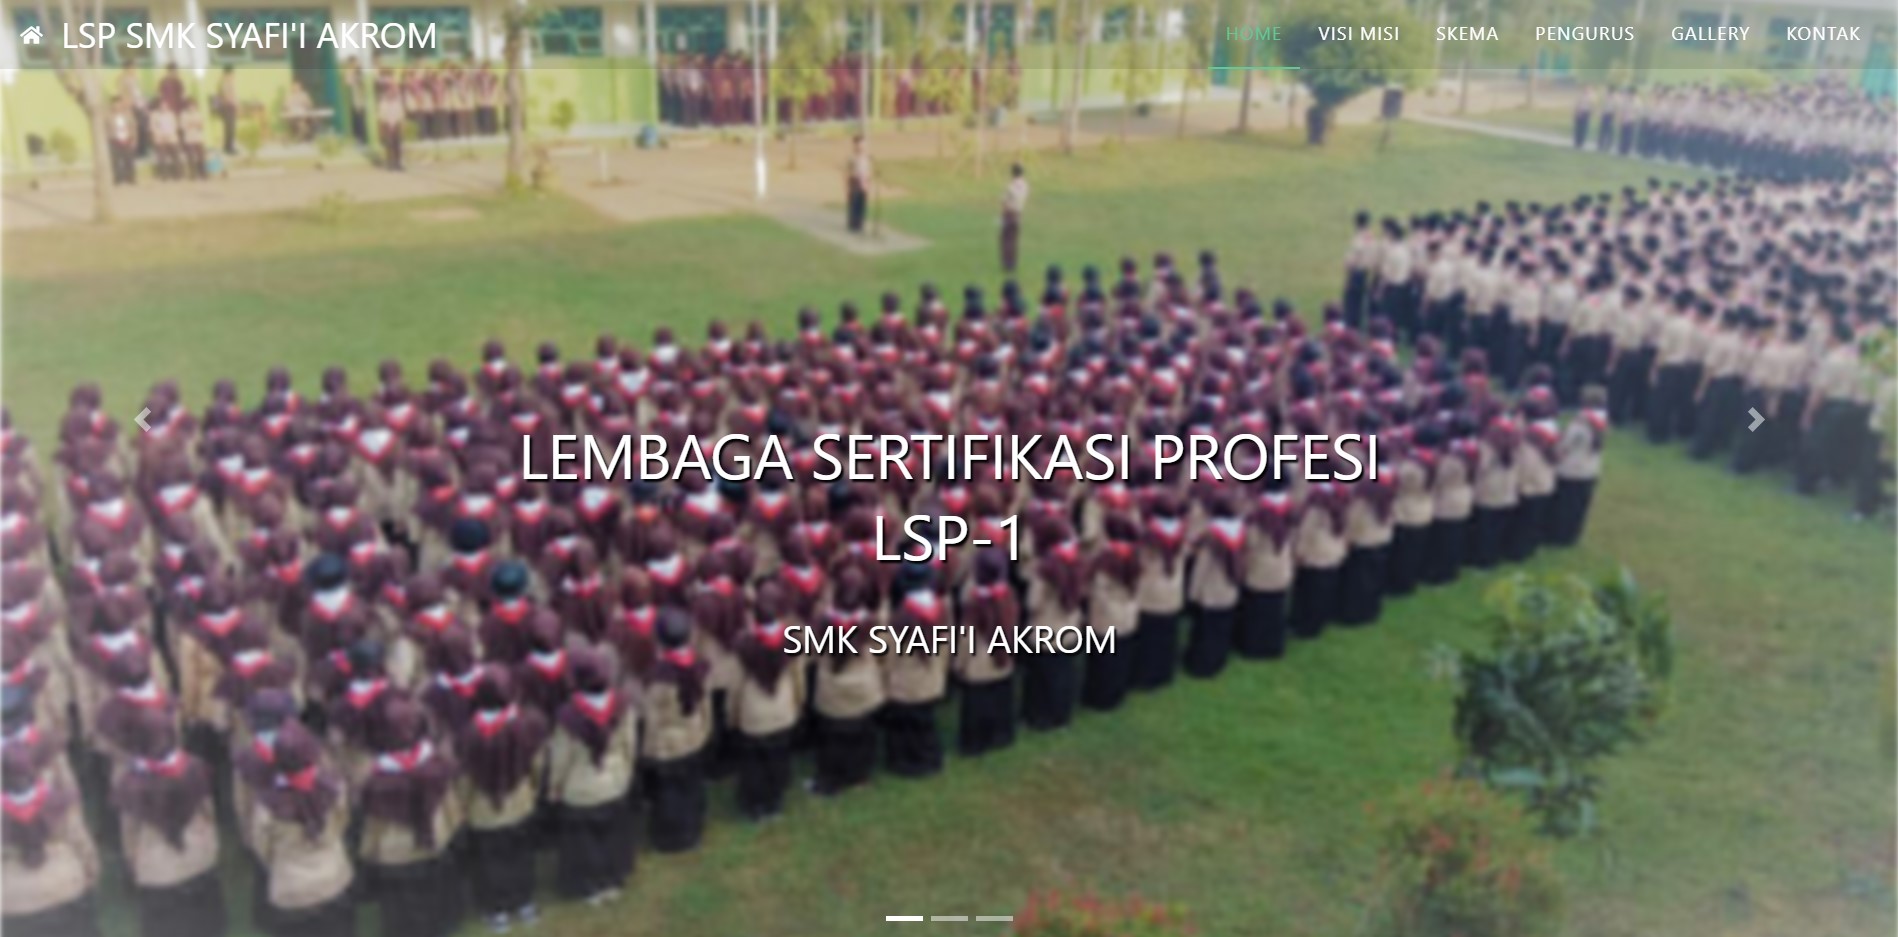 LSP SMK SYAFI'I AKROM
HOME
VISI MISI
SKEMA
PENGURUS
GALLERY
KONTAK
LEMBAGA SERTIFIKASI PROFESI
LSP-1
SMK SYAFI'I AKROM